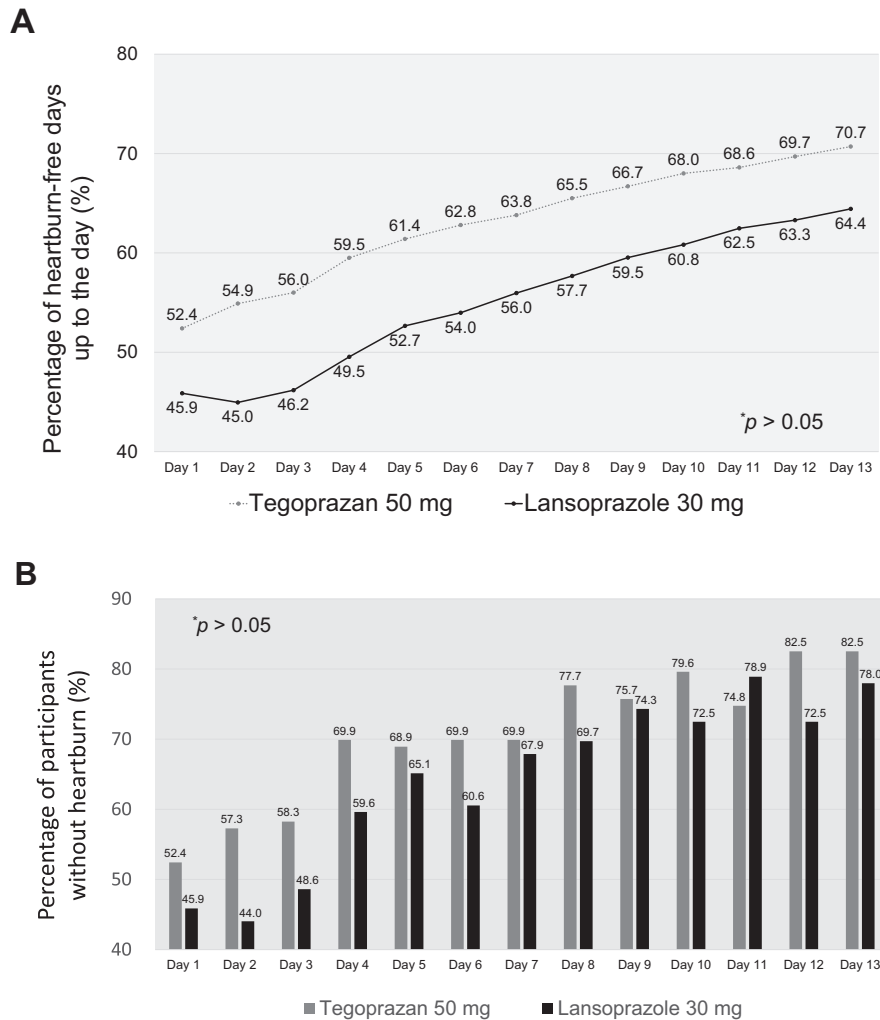 A
Percentage of heartburn-free days
up to the day (%)
80
70
60
50
40
52.4 54.9 56.0 59.5 61.4 62.8 63.8 65.5 66.7 68.0 68.6 69.7 70.7
45.9 45.0 46.2 49.5 52.7 54.0 56.0 57.7 59.5 60.8 62.5 63.3 64.4
*p > 0.05
Day 1 Day 2 Day 3 Day 4 Day 5 Day 6 Day 7 Day 8 Day 9 Day 10 Day 11 Day 12 Day 13
Tegoprazan 50 mg Lansoprazole 30 mg
B
Percentage of participants
without heartburn (%)
90
80
70
60
50
40
*p > 0.05
52.4 57.3 58.3 69.9 68.9 69.9 69.9 77.7 75.7 79.6 74.8 82.5 82.5
45.9 44.0 48.6 59.6 65.1 60.6 67.9 69.7 74.3 72.5 78.9 72.5 78.0
Day 1 Day 2 Day 3 Day 4 Day 5 Day 6 Day 7 Day 8 Day 9 Day 10 Day 11 Day 12 Day 13
Tegoprazan 50 mg Lansoprazole 30 mg